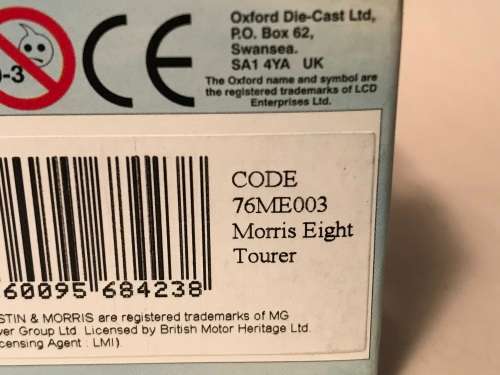 -3
CE
Oxford Die-Cast Ltd,
P.O. Box 62,
Swansea.
SA1 4YA UK
The Oxford name and symbol are
the registered trademarks of LCD
Enterprises Ltd.
CODE
76ME003
Morris Eight
Tourer
60095 684238
STIN & MORRIS are registered trademarks of MG
ver Group Ltd. Licensed by British Motor Heritage Ltd.
censing Agent : LMI).